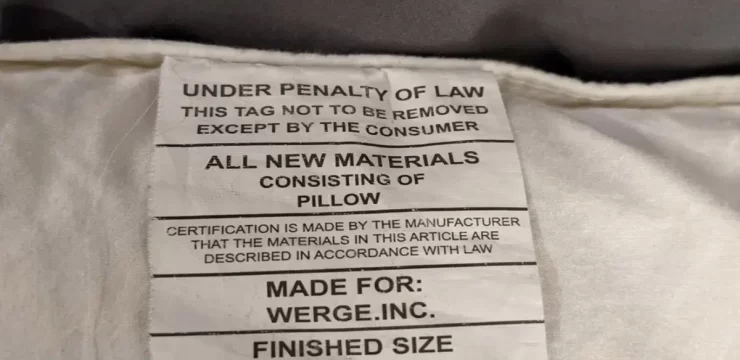 UNDER PENALTY OF LAW
THIS TAG NOT TO BE REMOVED
EXCEPT BY THE CONSUMER
ALL NEW MATERIALS
CONSISTING OF
PILLOW
CERTIFICATION IS MADE BY THE MANUFACTURER
THAT THE MATERIALS IN THIS ARTICLE ARE
DESCRIBED IN ACCORDANCE WITH LAW
MADE FOR:
WERGE.INC.
FINISHED SIZE